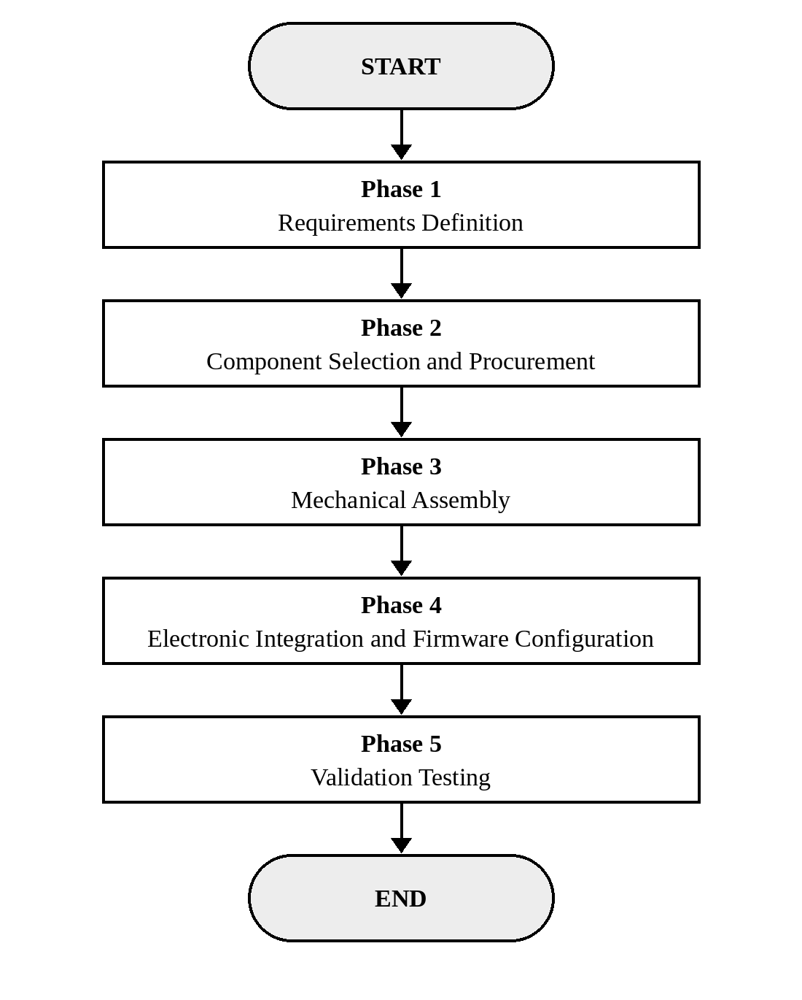 START
Phase 1
Requirements Definition
Phase 2
Component Selection and Procurement
Phase 3
Mechanical Assembly
Phase 4
Electronic Integration and Firmware Configuration
Phase 5
Validation Testing
END